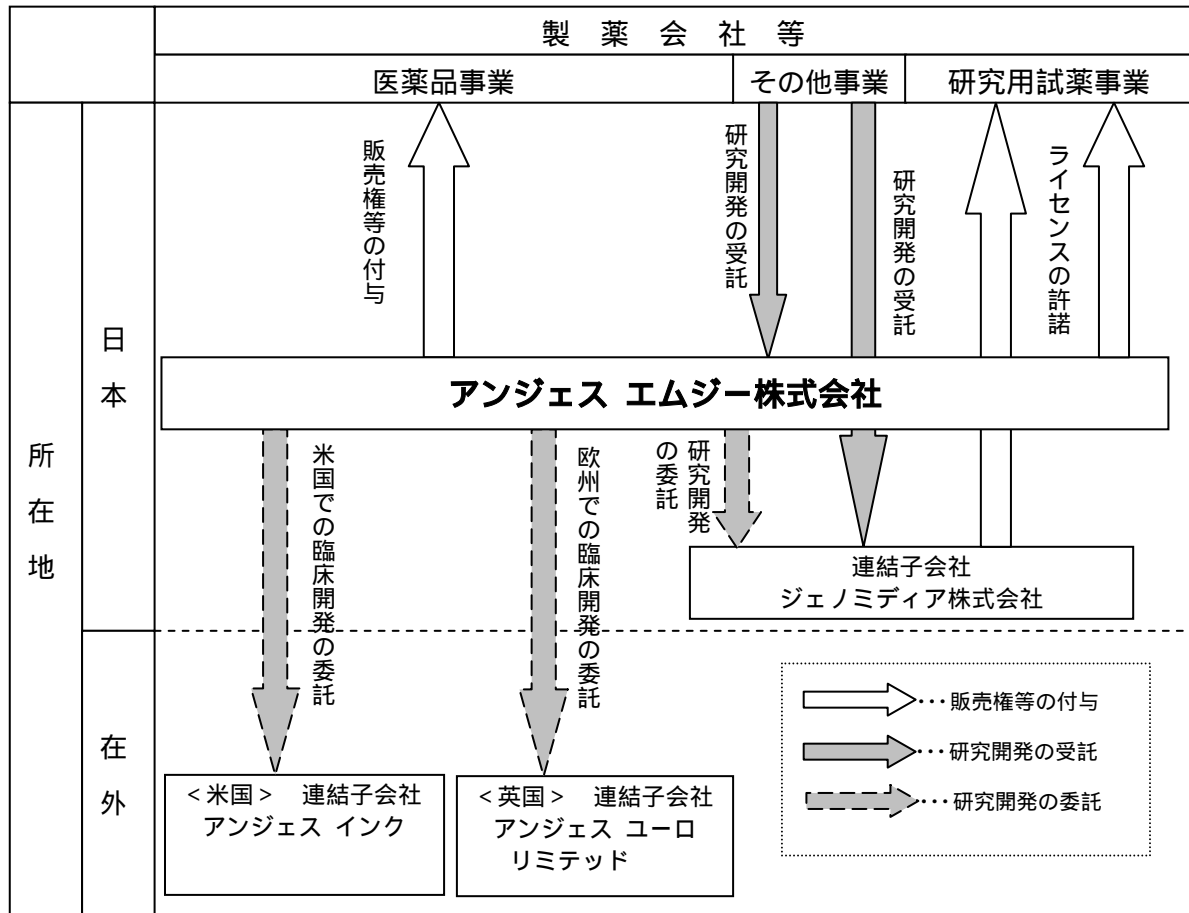 製薬会社等
医薬品事業
その他事業
研究用試薬事業
販売権等の付与
研究開発の受託
研究開発の受託
ライセンスの許諾
所在地
日本
アンジェス エムジー株式会社
米国での臨床開発の委託
欧州での臨床開発の委託
研究開発
の委託
連結子会社
ジェノミディア株式会社
在外
<米国> 連結子会社
アンジェス インク
<英国> 連結子会社
アンジェス ユーロ
リミテッド
･･･販売権等の付与
･･･研究開発の受託
･･･研究開発の委託